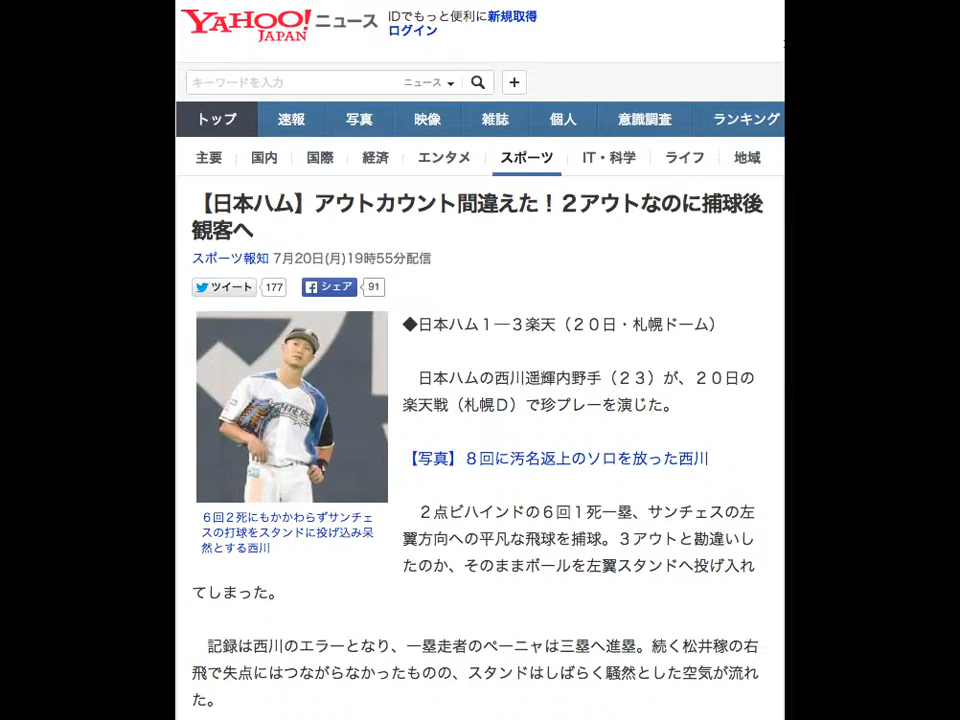 YAHOO! JAPAN ニュース
IDでもっと便利に新規取得
ログイン
キーワードを入力
ニュース
トップ 速報 写真 映像 雑誌 個人 意識調査 ランキング
主要 国内 国際 経済 エンタメ スポーツ IT・科学 ライフ 地域
【日本ハム】アウトカウント間違えた！２アウトなのに捕球後
観客へ
スポーツ報知 7月20日(月)19時55分配信
ツイート 177 シェア 91
◆日本ハム１―３楽天（２０日・札幌ドーム）
日本ハムの西川遥輝内野手（２３）が、２０日の
楽天戦（札幌Ｄ）で珍プレーを演じた。
【写真】８回に汚名返上のソロを放った西川
FIGHTERS
６回２死にもかかわらずサンチェ
スの打球をスタンドに投げ込み呆
然とする西川
２点ビハインドの６回１死一塁、サンチェスの左
翼方向への平凡な飛球を捕球。３アウトと勘違いし
たのか、そのままボールを左翼スタンドへ投げ入れ
てしまった。
記録は西川のエラーとなり、一塁走者のペーニャは三塁へ進塁。続く松井稼の右
飛で失点にはつながらなかったものの、スタンドはしばらく騒然とした空気が流れ
た。